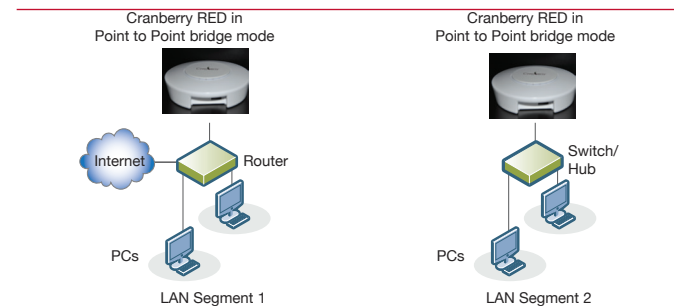 Cranberry RED in
Point to Point bridge mode
Cranberry RED in
Point to Point bridge mode
Internet
Router
PCs
LAN Segment 1
Switch/
Hub
PCs
LAN Segment 2